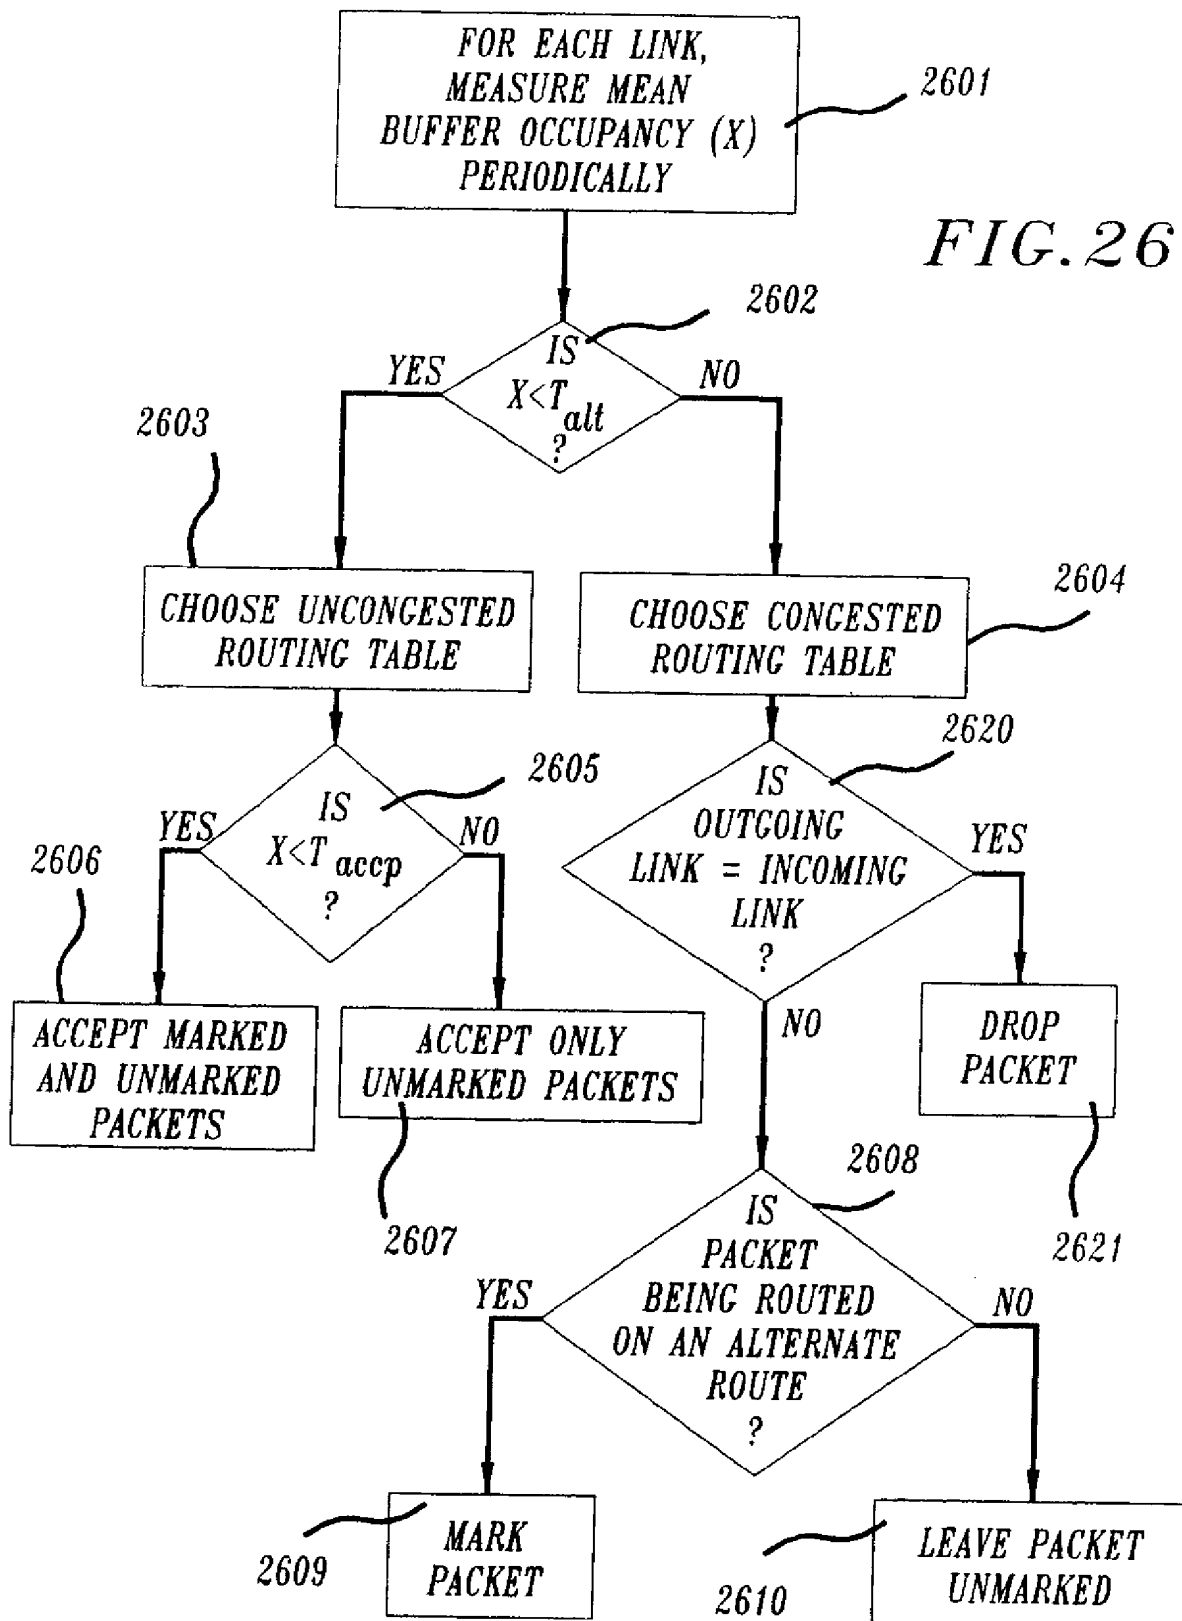 FOR EACH LINK,
MEASURE MEAN
BUFFER OCCUPANCY (X)
PERIODICALLY
2601
FIG.26
2602
IS
X<T alt
?
YES
NO
2603
CHOOSE UNCONGESTED
ROUTING TABLE
CHOOSE CONGESTED
ROUTING TABLE
2604
2605
IS
X<T accp
?
YES
NO
2620
IS
OUTGOING
LINK = INCOMING
LINK
?
YES
NO
2606
ACCEPT MARKED
AND UNMARKED
PACKETS
ACCEPT ONLY
UNMARKED PACKETS
2607
DROP
PACKET
2621
2608
IS
PACKET
BEING ROUTED
ON AN ALTERNATE
ROUTE
?
YES
NO
MARK
PACKET
2609
LEAVE PACKET
UNMARKED
2610